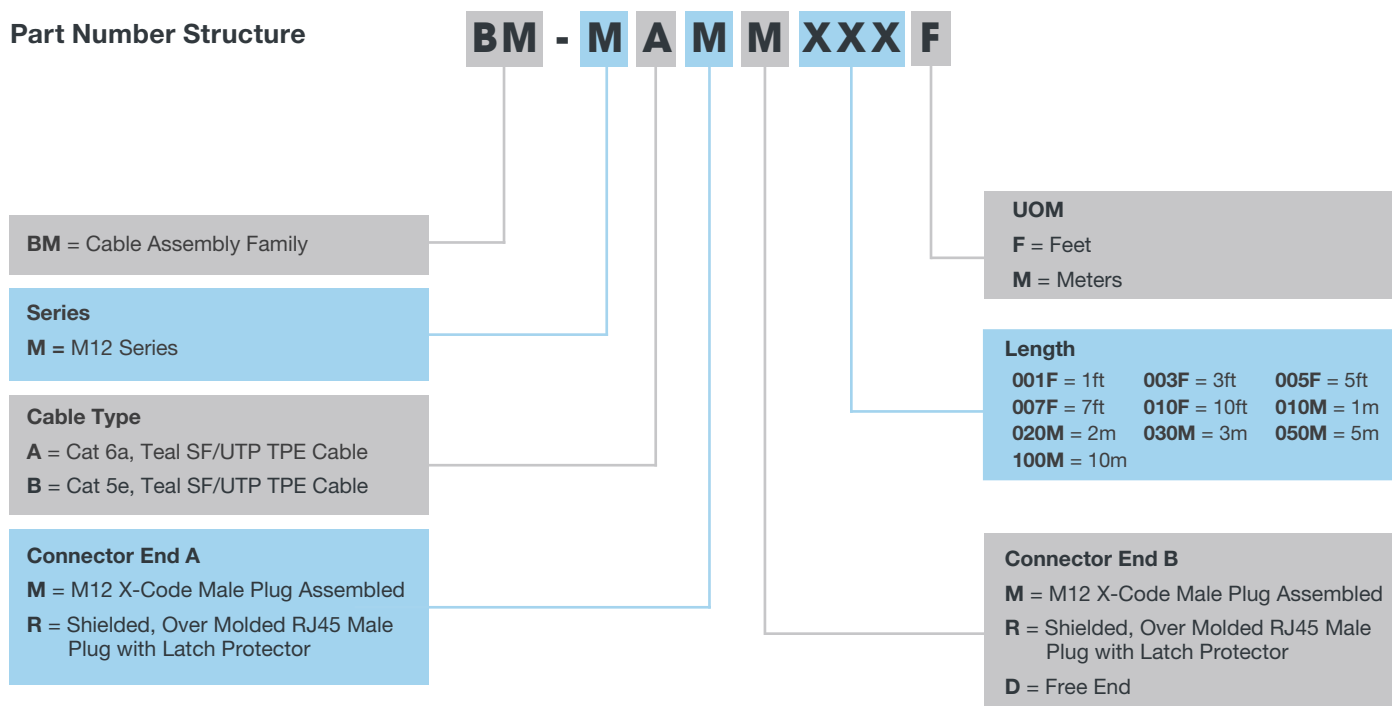 Part Number Structure
BM - M A M M XXX F
BM = Cable Assembly Family
Series
M = M12 Series
Cable Type
A = Cat 6a, Teal SF/UTP TPE Cable
B = Cat 5e, Teal SF/UTP TPE Cable
Connector End A
M = M12 X-Code Male Plug Assembled
R = Shielded, Over Molded RJ45 Male
Plug with Latch Protector
UOM
F = Feet
M = Meters
Length
001F = 1ft 003F = 3ft 005F = 5ft
007F = 7ft 010F = 10ft 010M = 1m
020M = 2m 030M = 3m 050M = 5m
100M = 10m
Connector End B
M = M12 X-Code Male Plug Assembled
R = Shielded, Over Molded RJ45 Male
Plug with Latch Protector
D = Free End